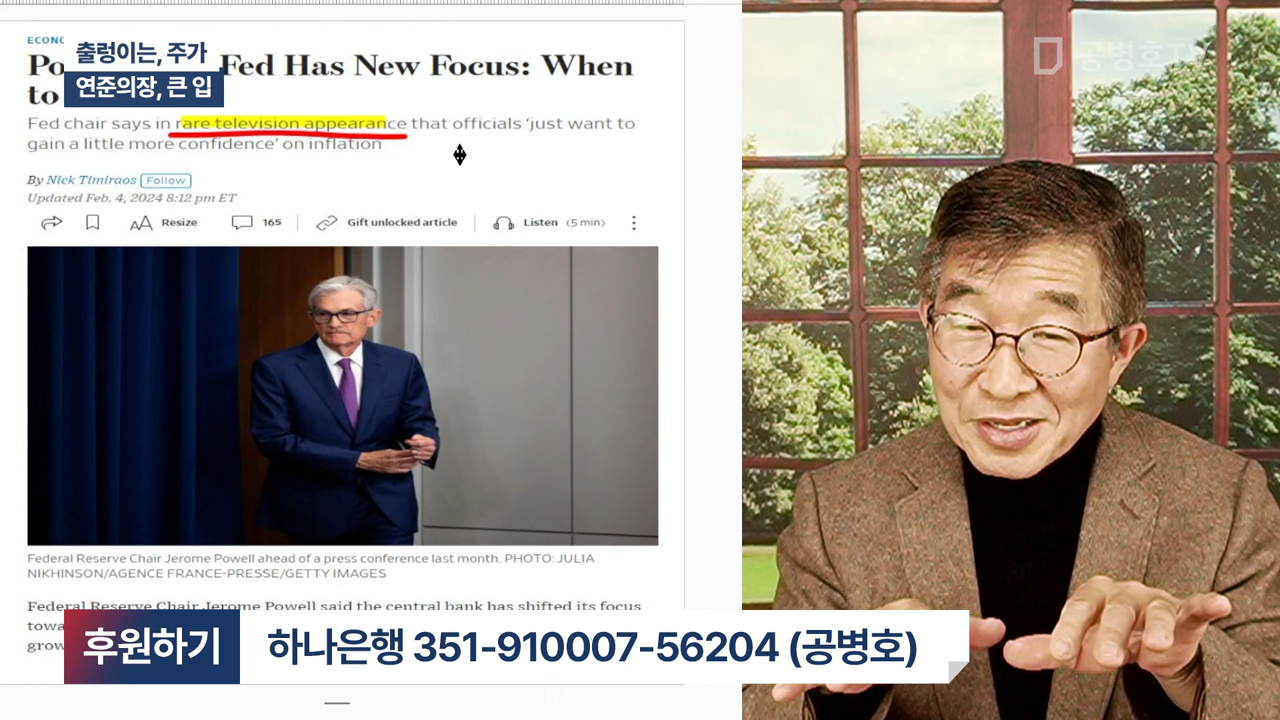 ECONO
출렁이는, 주가
연준의장, 큰 입
Po Fed Has New Focus: When
to
Fed chair says in rare television appearance that officials ‘just want to
gain a little more confidence’ on inflation
By Nick Timiraos Follow
Updated Feb. 4, 2024 8:12 pm ET
Resize 165 Gift unlocked article Listen (5 min)
Federal Reserve Chair Jerome Powell ahead of a press conference last month. PHOTO: JULIA
NIKHINSON/AGENCE FRANCE-PRESSE/GETTY IMAGES
Federal Reserve Chair Jerome Powell said the central bank has shifted its focus
towa
grow
후원하기
하나은행 351-910007-56204 (공병호)
공병호TV